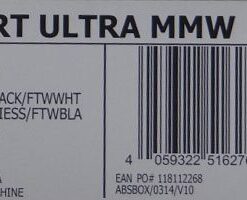 RT ULTRA MMW
ACK/FTWWHT
IESS/FTWBLA
4 059322 51627
EAN PO# 118112268
A ABSBOX/0314/V10
HINE